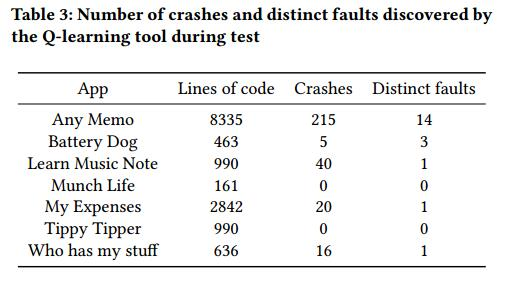 Table 3: Number of crashes and distinct faults discovered by
the Q-learning tool during test
App Lines of code Crashes Distinct faults
Any Memo 8335 215 14
Battery Dog 463 5 3
Learn Music Note 990 40 1
Munch Life 161 0 0
My Expenses 2842 20 1
Tippy Tipper 990 0 0
Who has my stuff 636 16 1